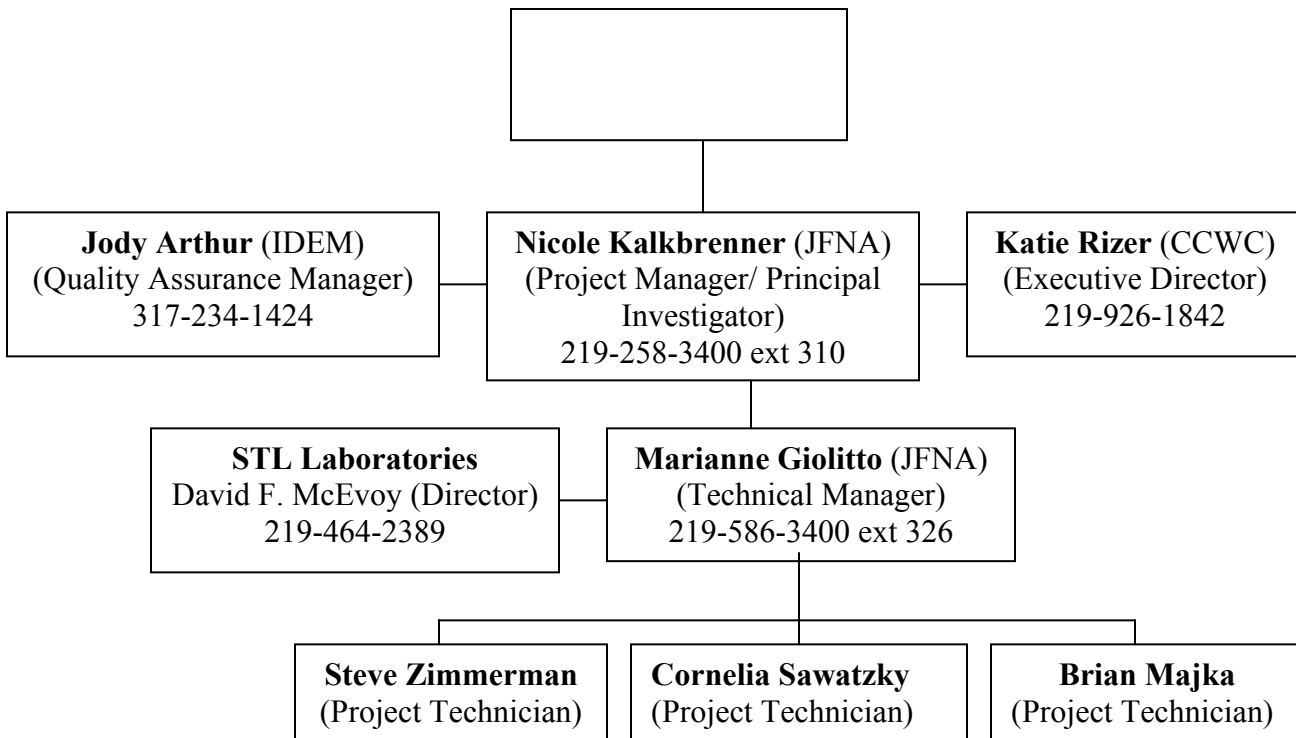 Jody Arthur (IDEM)
(Quality Assurance Manager)
317-234-1424
Nicole Kalkbrenner (JFNA)
(Project Manager/ Principal
Investigator)
219-258-3400 ext 310
Katie Rizer (CCWC)
(Executive Director)
219-926-1842
STL Laboratories
David F. McEvoy (Director)
219-464-2389
Marianne Giolitto (JFNA)
(Technical Manager)
219-586-3400 ext 326
Steve Zimmerman
(Project Technician)
Cornelia Sawatzky
(Project Technician)
Brian Majka
(Project Technician)